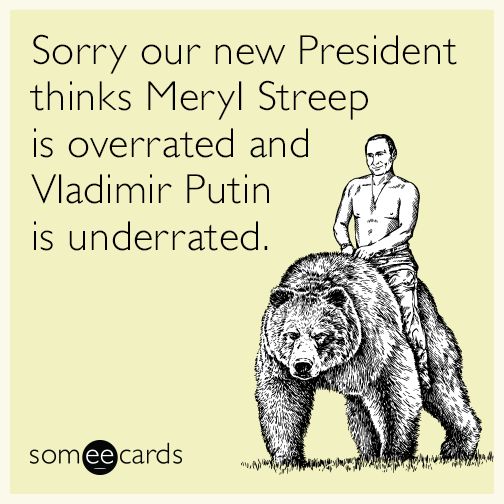 Sorry our new President
thinks Meryl Streep
is overrated and
Vladimir Putin
is underrated.
someecards